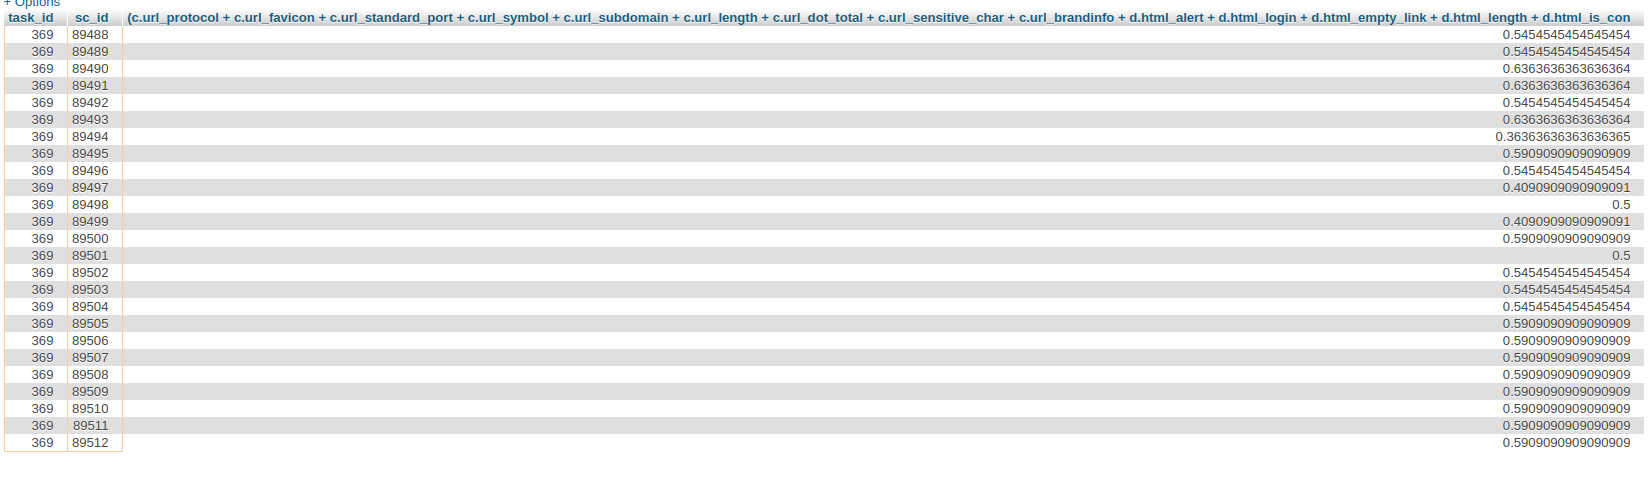 + Options
task_id sc_id (c.url_protocol + c.url_favicon + c.url_standard_port + c.url_symbol + c.url_subdomain + c.url_length + c.url_dot_total + c.url_sensitive_char + c.url_brandinfo + d.html_alert + d.html_login + d.html_empty_link + d.html_length + d.html_is_con
369 89488 0.5454545454545454
369 89489 0.5454545454545454
369 89490 0.6363636363636364
369 89491 0.6363636363636364
369 89492 0.5454545454545454
369 89493 0.6363636363636364
369 89494 0.36363636363636365
369 89495 0.5909090909090909
369 89496 0.5454545454545454
369 89497 0.4090909090909091
369 89498 0.5
369 89499 0.4090909090909091
369 89500 0.5909090909090909
369 89501 0.5
369 89502 0.5454545454545454
369 89503 0.5454545454545454
369 89504 0.5454545454545454
369 89505 0.5909090909090909
369 89506 0.5909090909090909
369 89507 0.5909090909090909
369 89508 0.5909090909090909
369 89509 0.5909090909090909
369 89510 0.5909090909090909
369 89511 0.5909090909090909
369 89512 0.5909090909090909